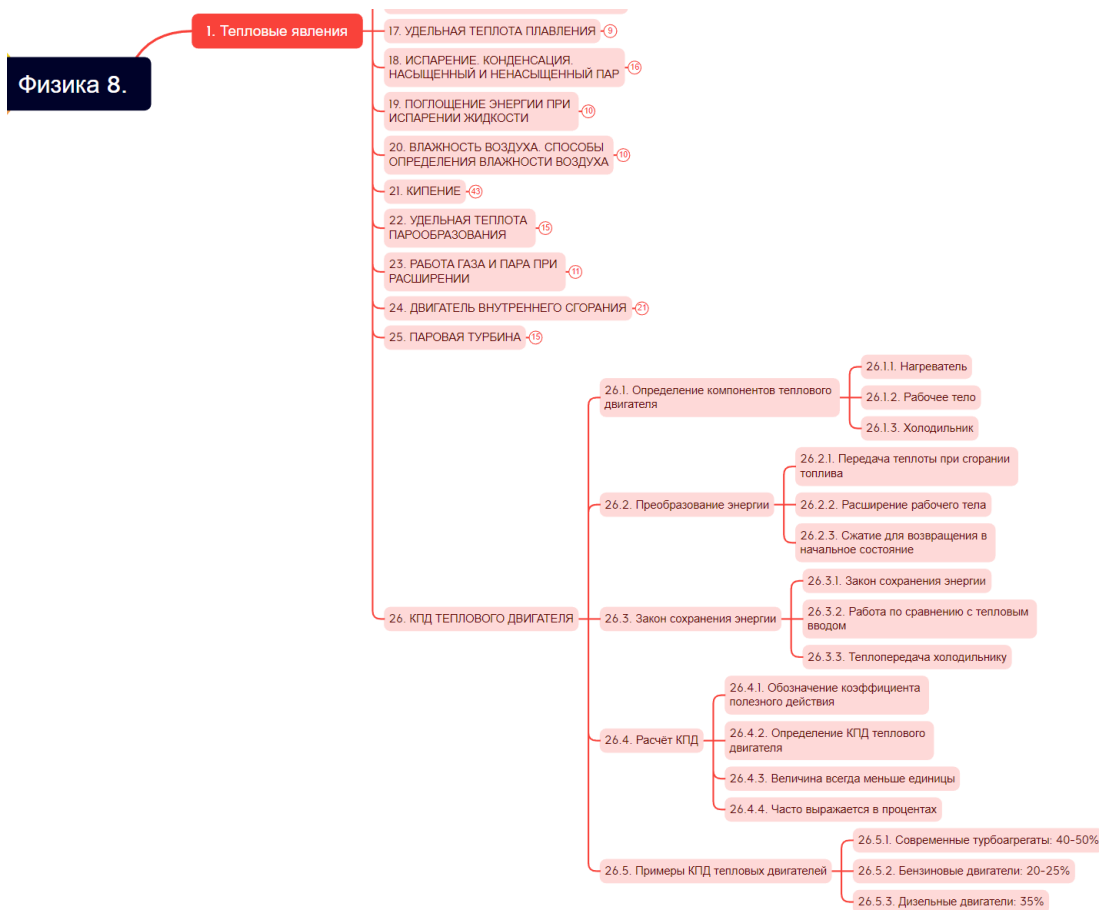 Физика 8.
1. Тепловые явления
17. УДЕЛЬНАЯ ТЕПЛОТА ПЛАВЛЕНИЯ
9
18. ИСПАРЕНИЕ. КОНДЕНСАЦИЯ.
НАСЫЩЕННЫЙ И НЕНАСЫЩЕННЫЙ ПАР
16
19. ПОГЛОЩЕНИЕ ЭНЕРГИИ ПРИ
ИСПАРЕНИИ ЖИДКОСТИ
10
20. ВЛАЖНОСТЬ ВОЗДУХА. СПОСОБЫ
ОПРЕДЕЛЕНИЯ ВЛАЖНОСТИ ВОЗДУХА
10
21. КИПЕНИЕ
43
22. УДЕЛЬНАЯ ТЕПЛОТА
ПАРООБРАЗОВАНИЯ
15
23. РАБОТА ГАЗА И ПАРА ПРИ
РАСШИРЕНИИ
11
24. ДВИГАТЕЛЬ ВНУТРЕННЕГО СГОРАНИЯ
21
25. ПАРОВАЯ ТУРБИНА
15
26. КПД ТЕПЛОВОГО ДВИГАТЕЛЯ
26.1. Определение компонентов теплового
двигателя
26.1.1. Нагреватель
26.1.2. Рабочее тело
26.1.3. Холодильник
26.2. Преобразование энергии
26.2.1. Передача теплоты при сгорании
топлива
26.2.2. Расширение рабочего тела
26.2.3. Сжатие для возвращения в
начальное состояние
26.3. Закон сохранения энергии
26.3.1. Закон сохранения энергии
26.3.2. Работа по сравнению с тепловым
вводом
26.3.3. Теплопередача холодильнику
26.4. Расчёт КПД
26.4.1. Обозначение коэффициента
полезного действия
26.4.2. Определение КПД теплового
двигателя
26.4.3. Величина всегда меньше единицы
26.4.4. Часто выражается в процентах
26.5. Примеры КПД тепловых двигателей
26.5.1. Современные турбоагрегаты: 40-50%
26.5.2. Бензиновые двигатели: 20-25%
26.5.3. Дизельные двигатели: 35%